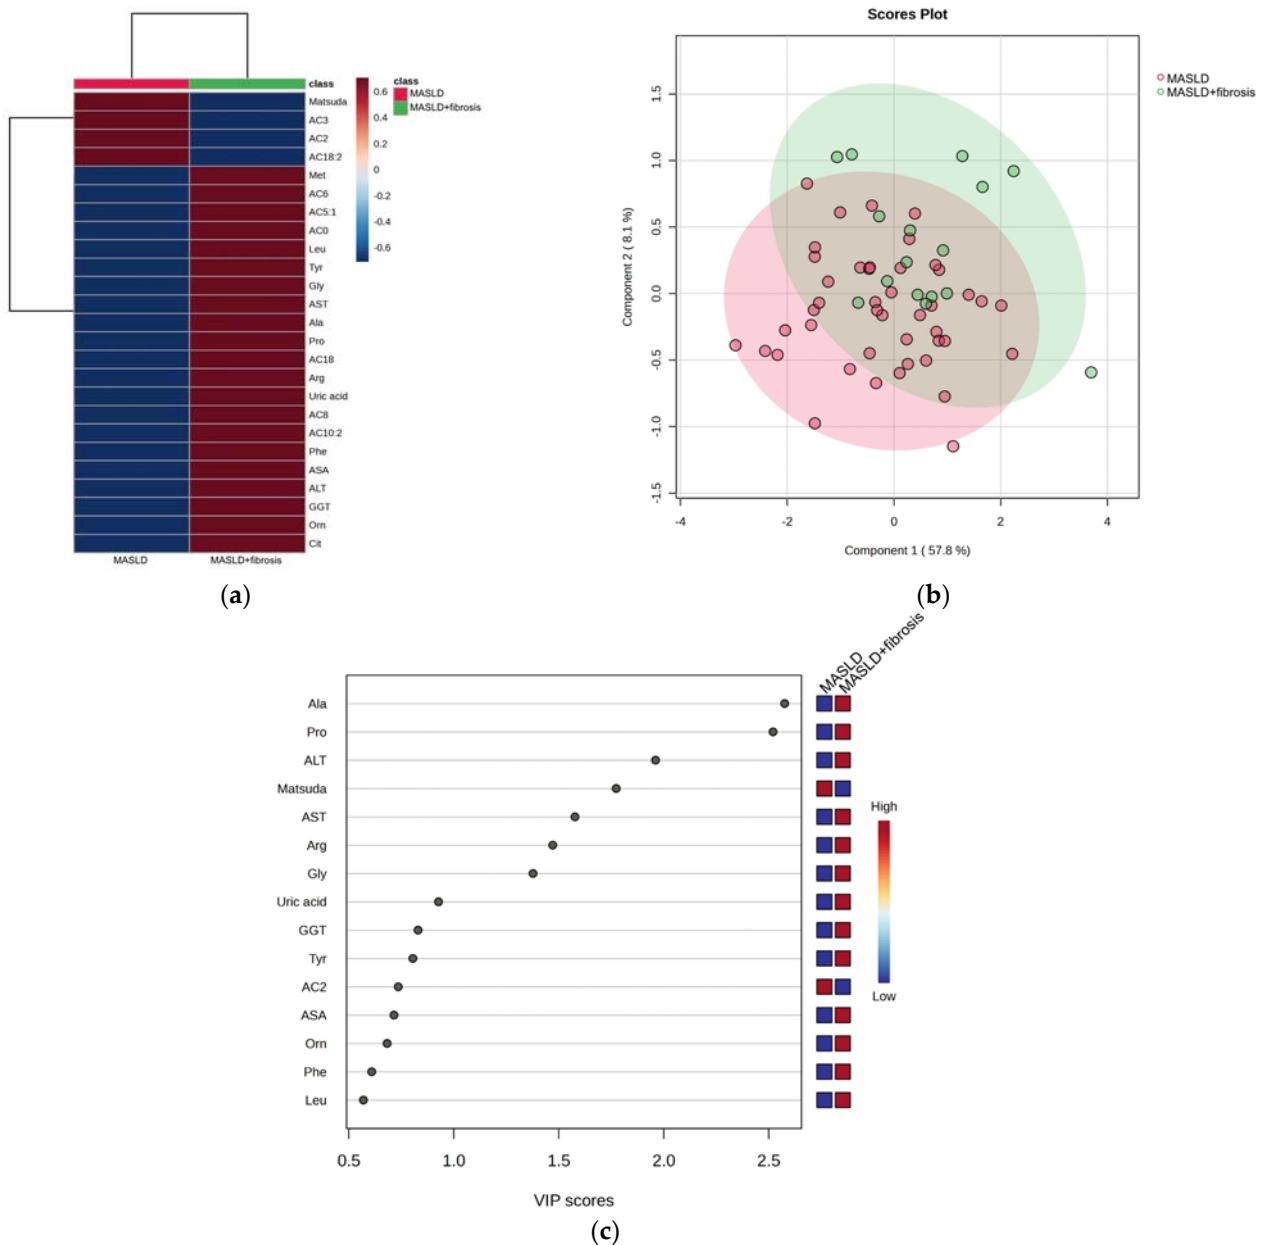 class
Matsuda
AC3
AC2
AC18:2
Met
AC6
AC5:1
AC0
Leu
Tyr
Gly
AST
Ala
Pro
AC18
Arg
Uric acid
AC8
AC10:2
Phe
ASA
ALT
GGT
Orn
Cit
MASLD MASLD+fibrosis
0.6
0.4
0.2
0
-0.2
-0.4
-0.6
class
MASLD
MASLD+fibrosis
(a)
Scores Plot
MASLD
MASLD+fibrosis
Component 2 ( 8.1 %)
1.5
1.0
0.5
0.0
-0.5
-1.0
-1.5
-4 -2 0 2 4
Component 1 ( 57.8 %)
(b)
MASLD
MASLD+fibrosis
Ala
Pro
ALT
Matsuda
AST
Arg
Gly
Uric acid
GGT
Tyr
AC2
ASA
Orn
Phe
Leu
High
Low
0.5 1.0 1.5 2.0 2.5
VIP scores
(c)